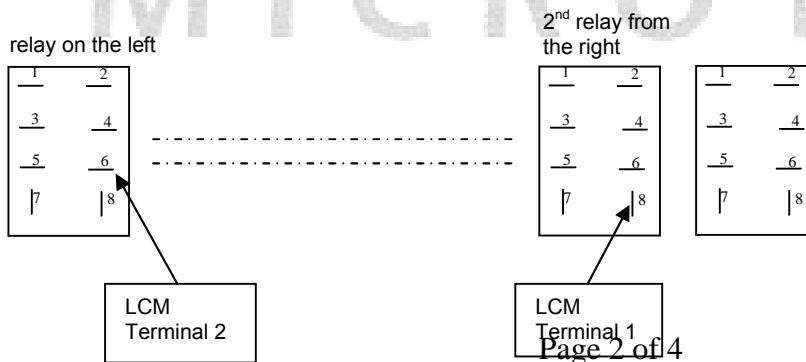 relay on the left
2nd relay from
the right
1 2
3 4
5 6
7 8
1 2
3 4
5 6
7 8
1 2
3 4
5 6
7 8
LCM
Terminal 2
LCM
Terminal 1
Page 2 of 4